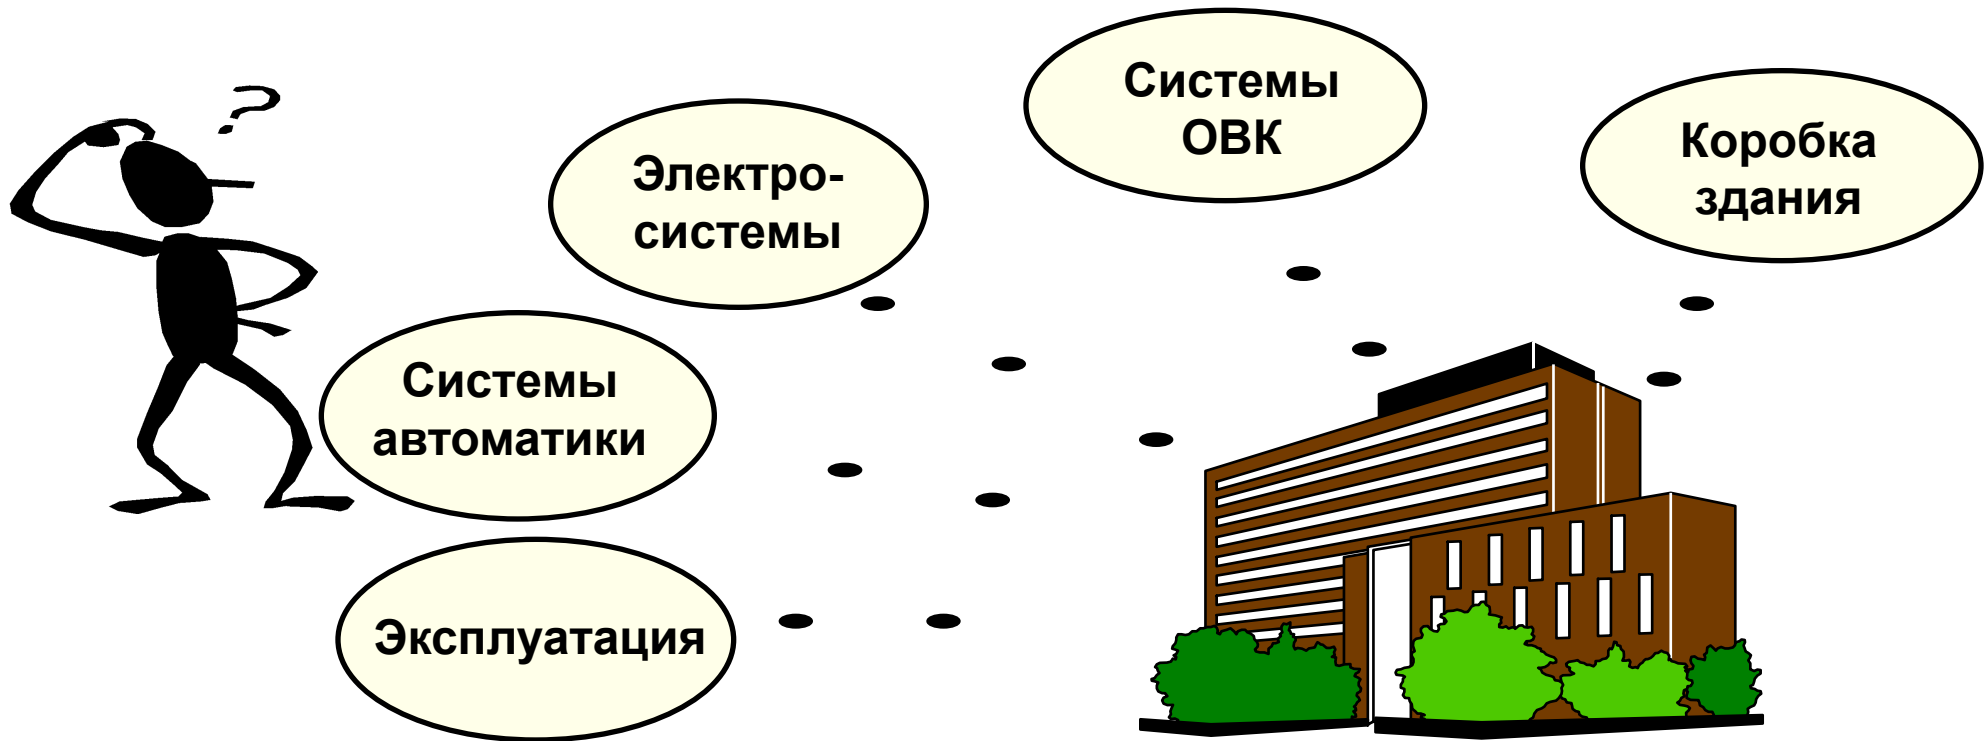 ?
Системы
ОВК
Коробка
здания
Электро-
системы
Системы
автоматики
Эксплуатация